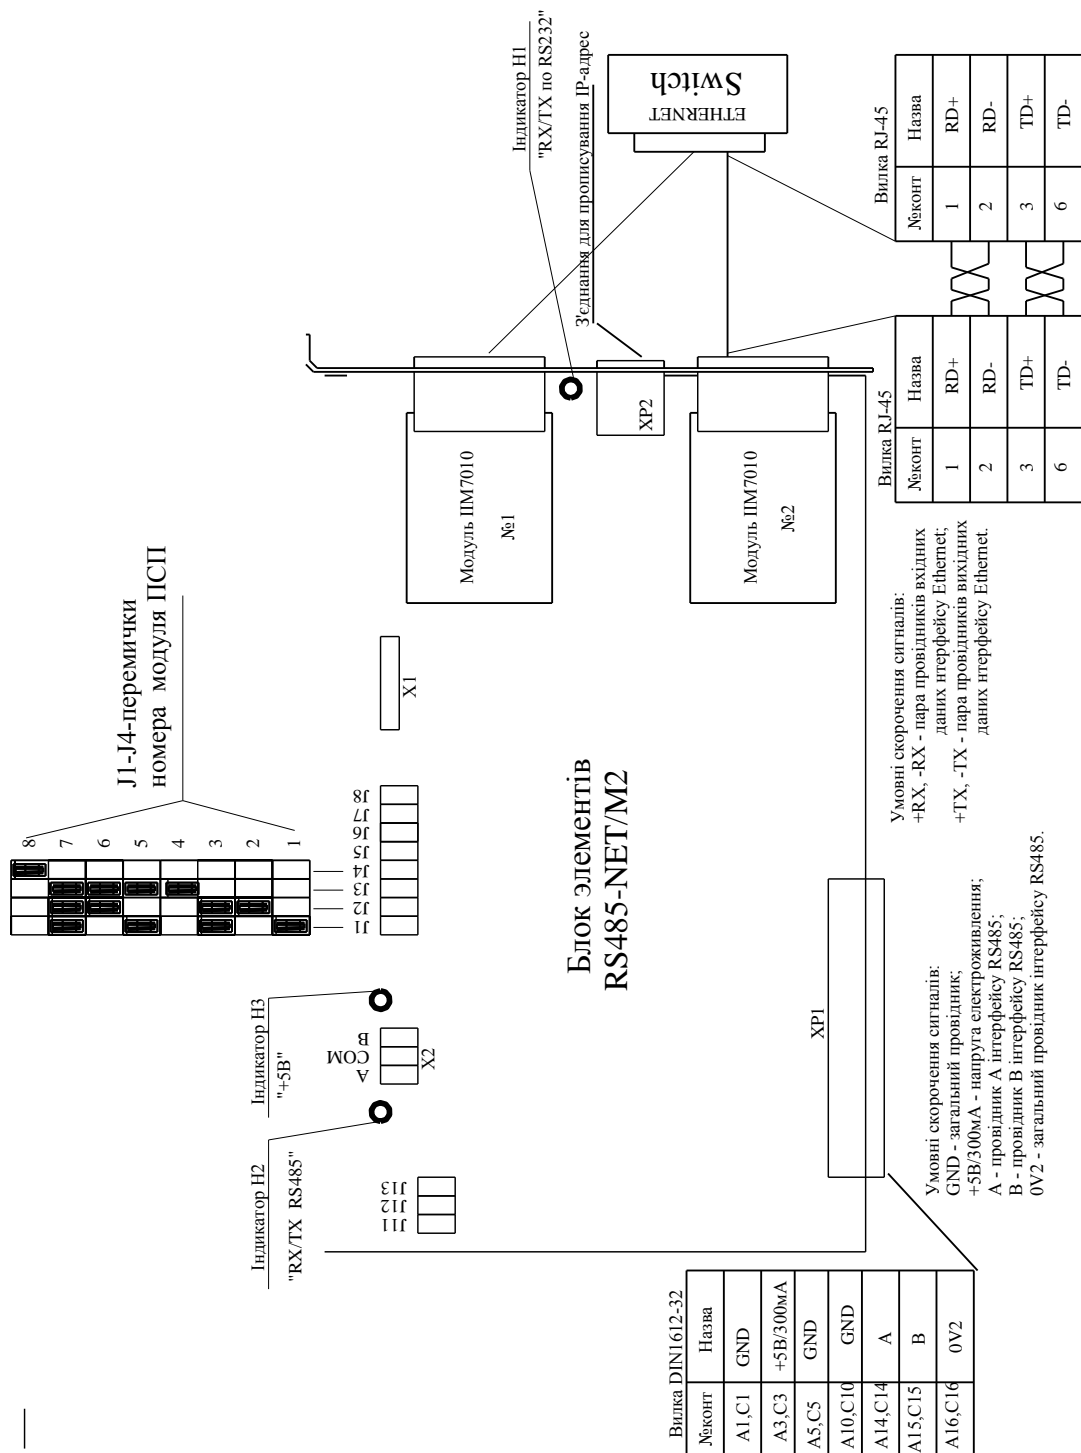 J1-J4-перемички
номера модуля ПСП
8
7
6
5
4
3
2
1
J1
J2
J3
J4
J5
J6
J7
J8
X1
Індикатор Н3
"+5В"
Індикатор Н2
"RX/TX RS485"
A
COM
B
X2
J11
J12
J13
Блок элементів
RS485-NET/M2
Індикатор Н1
"RX/TX по RS232"
З'єднання для прописування IP-адрес
ETHERNET
Switch
Модуль IIM7010
№1
XP2
Модуль IIM7010
№2
XP1
Вилка DIN1612-32
№конт Назва
A1,C1 GND
A3,C3 +5В/300мА
A5,C5 GND
A10,C10 GND
A14,C14 A
A15,C15 B
A16,C16 0V2
Умовні скорочення сигналів:
GND - загальний провідник;
+5В/300мА - напруга електроживлення;
А - провідник А інтерфейсу RS485;
В - провідник В інтерфейсу RS485;
0V2 - загальний провідник інтерфейсу RS485.
Умовні скорочення сигналів:
+RX, -RX - пара провідників вхідних
даних нтерфейсу Ethernet;
+TX, -TX - пара провідників вихідних
даних нтерфейсу Ethernet.
Вилка RJ-45
№конт Назва
1 RD+
2 RD-
3 TD+
6 TD-
Вилка RJ-45
№конт Назва
1 RD+
2 RD-
3 TD+
6 TD-